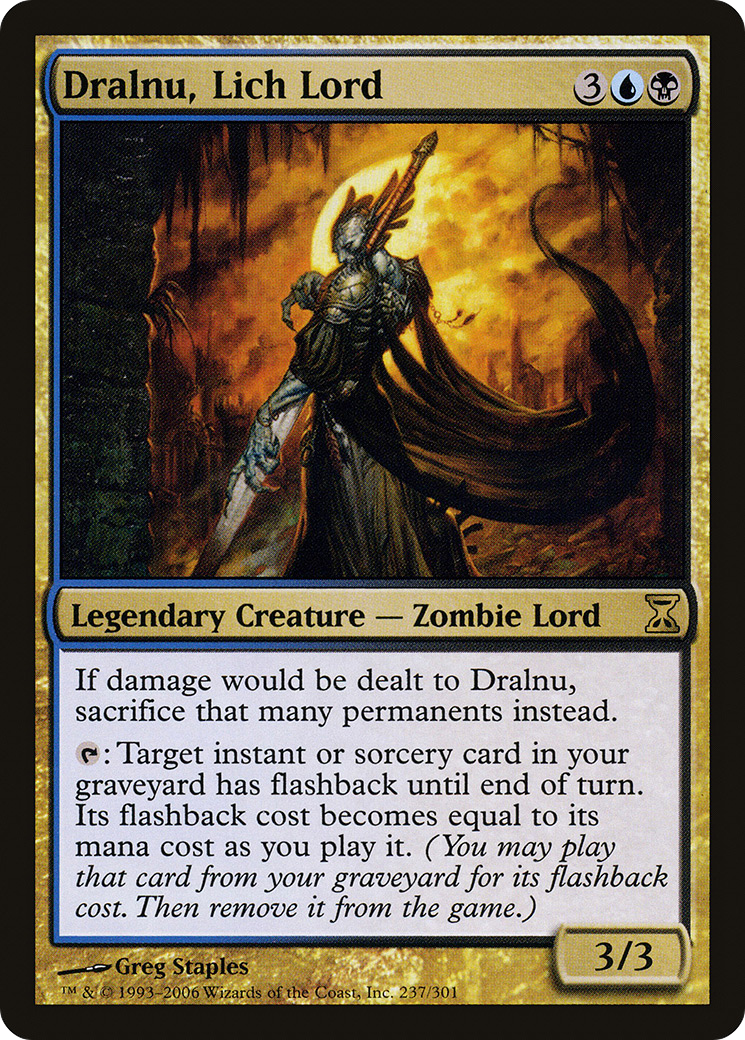 Dralnu, Lich Lord 3
Legendary Creature — Zombie Lord
If damage would be dealt to Dralnu,
sacrifice that many permanents instead.
: Target instant or sorcery card in your
graveyard has flashback until end of turn.
Its flashback cost becomes equal to its
mana cost as you play it. (You may play
that card from your graveyard for its flashback
cost. Then remove it from the game.)
3/3
Greg Staples
™ & © 1993–2006 Wizards of the Coast, Inc. 237/301